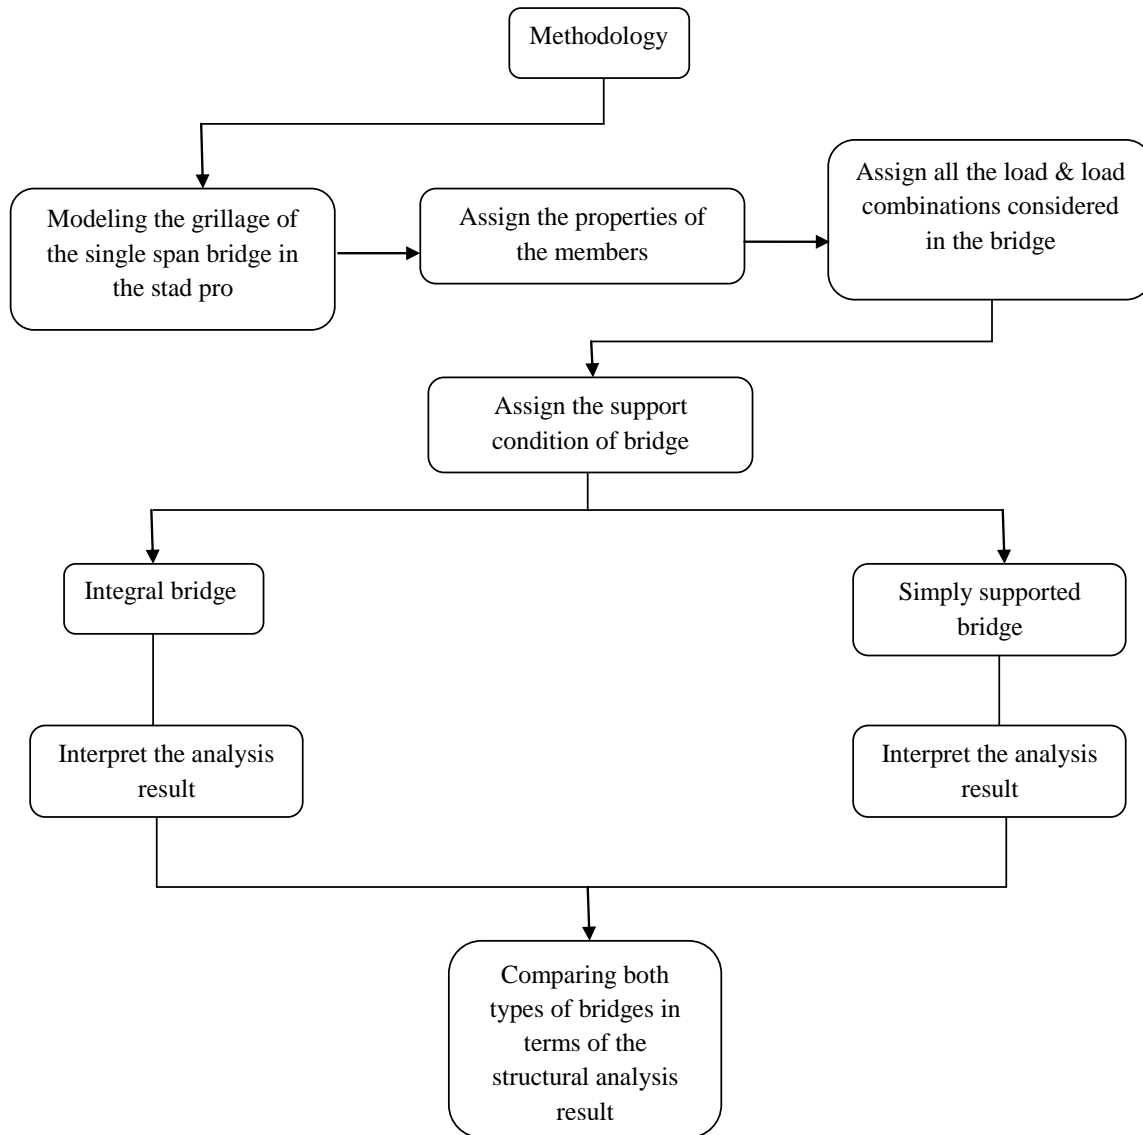 Methodology
Modeling the grillage of
the single span bridge in
the stad pro
Assign the properties of
the members
Assign all the load & load
combinations considered
in the bridge
Assign the support
condition of bridge
Integral bridge
Simply supported
bridge
Interpret the analysis
result
Interpret the analysis
result
Comparing both
types of bridges in
terms of the
structural analysis
result